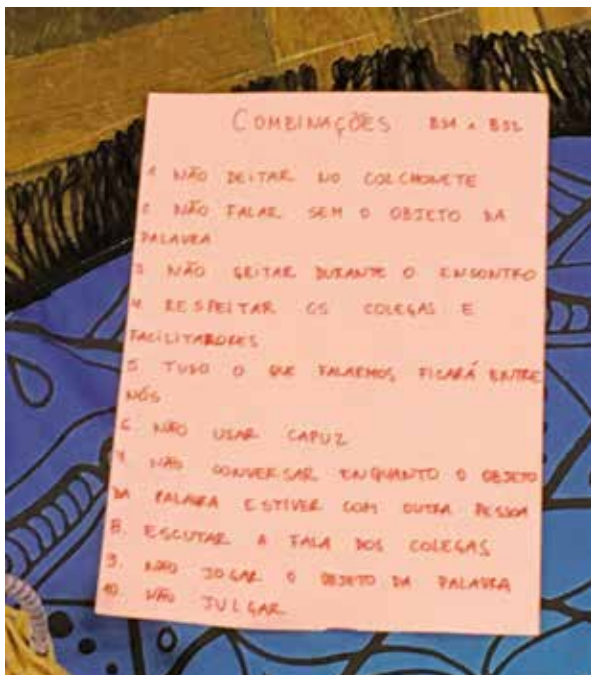 COMBINAÇÕES
1 NÃO DEITAR NO COLCHONETE
2 NÃO FALAR SEM O OBJETO DA
PALAVRA
3 NÃO GRITAR DURANTE O ENCONTRO
4 RESPEITAR OS COLEGAS E
FACILITADORES
5 TUDO O QUE FALARMOS FICARÁ ENTRE
NÓS
6. NÃO USAR CAPUZ
7. NÃO CONVERSAR ENQUANTO O OBJETO
DA PALAVRA ESTIVER COM OUTRA PESSOA
8. ESCUTAR A FALA DOS COLEGAS
9. NÃO JOGAR O OBJETO DA PALAVRA
10. NÃO JULGAR